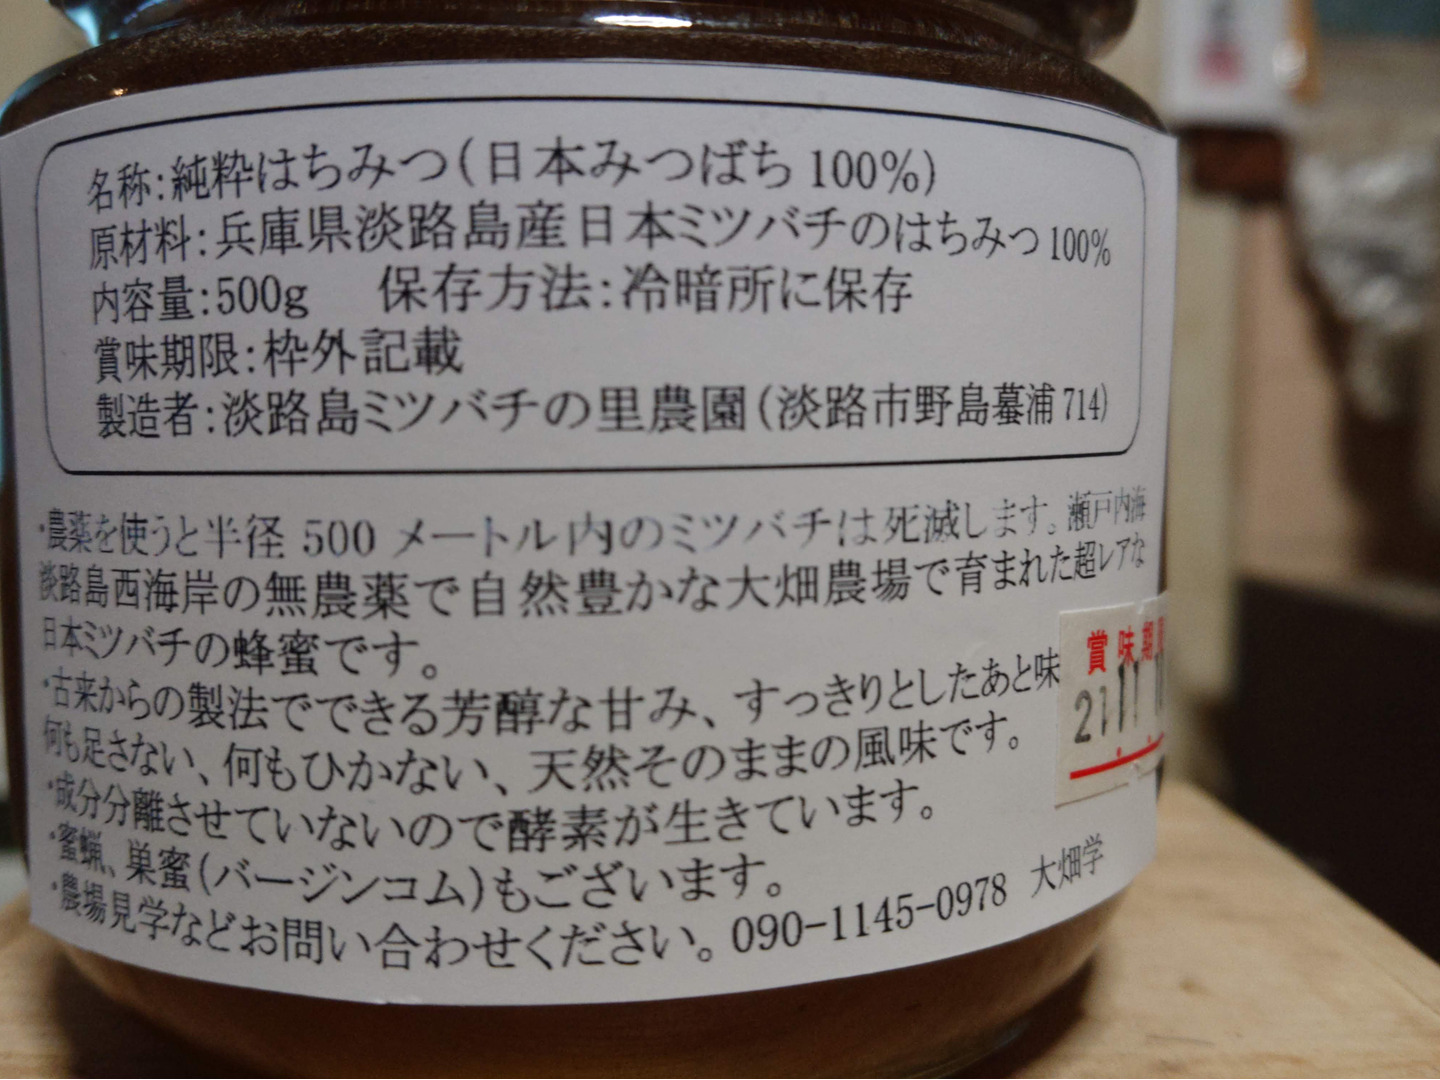 名称:純粋はちみつ(日本みつばち100%)
原材料:兵庫県淡路島産日本ミツバチのはちみつ100%
内容量:500g 保存方法:冷暗所に保存
賞味期限:枠外記載
製造者:淡路島ミツバチの里農園(淡路市野島蟇浦714)
・農薬を使うと半径500メートル内のミツバチは死滅します。瀬戸内海
淡路島西海岸の無農薬で自然豊かな大畑農場で育まれた超レアな
日本ミツバチの蜂蜜です。
・古来からの製法でできる芳醇な甘み、すっきりとしたあと味
何も足さない、何もひかない、天然そのままの風味です。
・成分分離させていないので酵素が生きています。
・蜜蝋、巣蜜(バージンコム)もございます。
・農場見学などお問い合わせください。090-1145-0978 大畑学
賞味期限
21 11